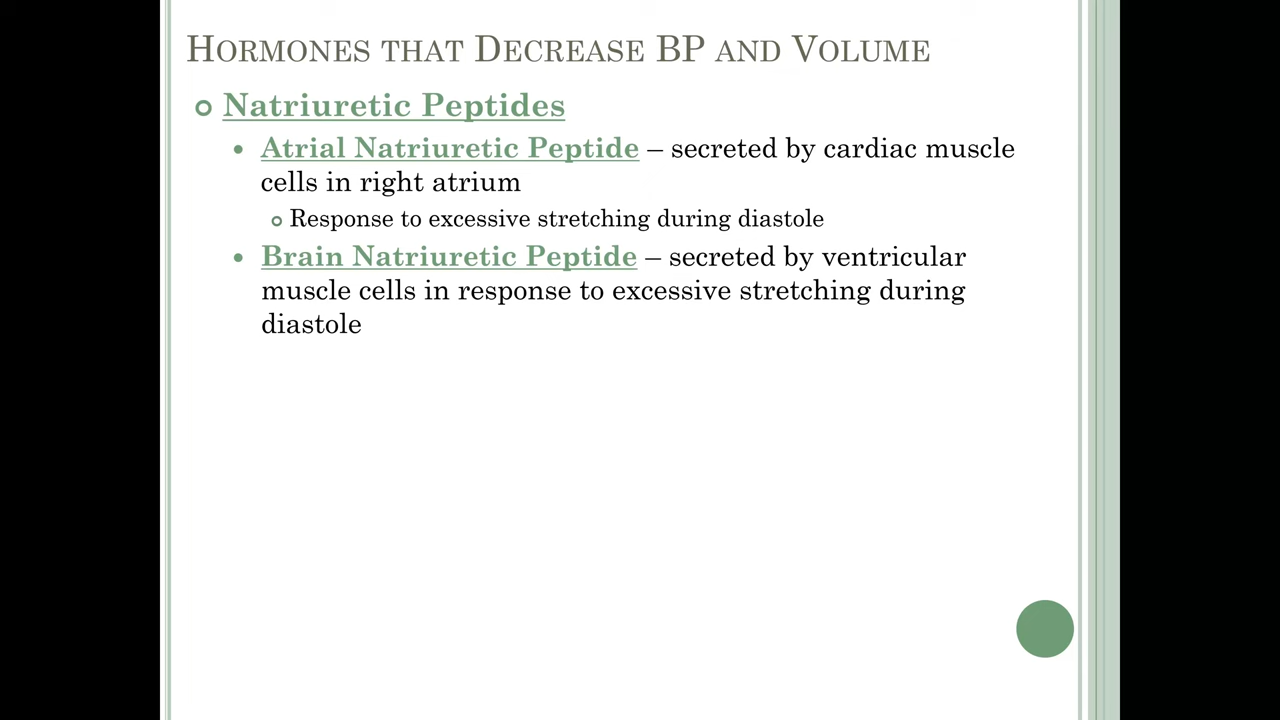 Hormones that Decrease BP and Volume
Natriuretic Peptides
Atrial Natriuretic Peptide – secreted by cardiac muscle
cells in right atrium
Response to excessive stretching during diastole
Brain Natriuretic Peptide – secreted by ventricular
muscle cells in response to excessive stretching during
diastole